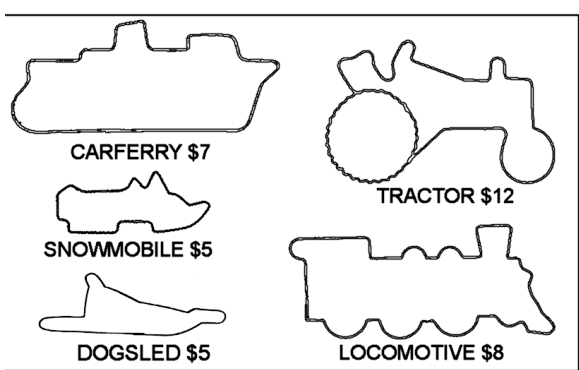 CARFERRY $7
TRACTOR $12
SNOWMOBILE $5
DOGSLED $5
LOCOMOTIVE $8